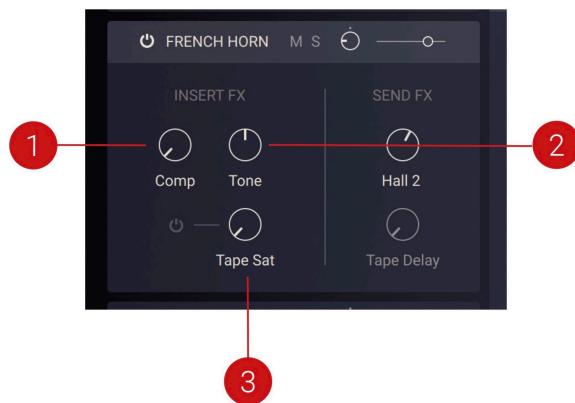 FRENCH HORN M S
INSERT FX
SEND FX
1
2
Comp
Tone
Hall 2
Tape Sat
Tape Delay
3